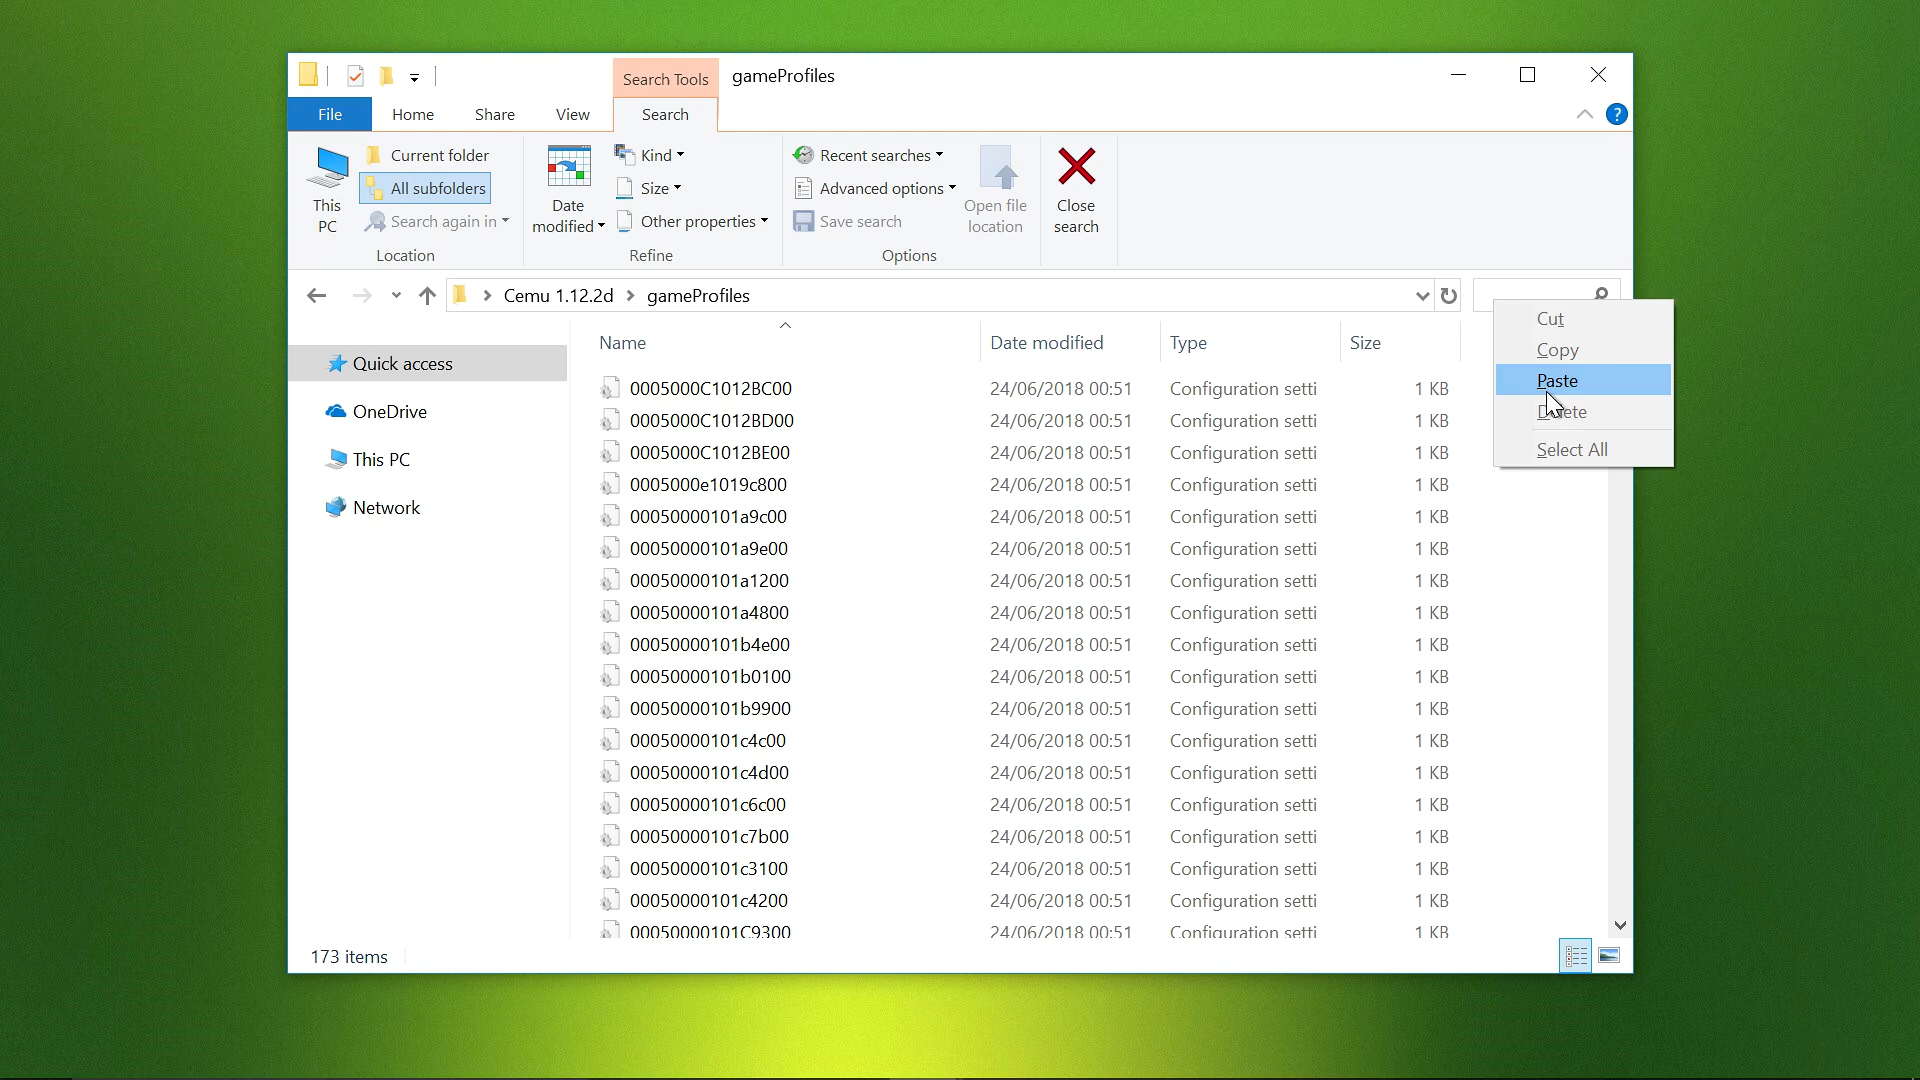 Search Tools gameProfiles
File Home Share View Search
This PC
Current folder
All subfolders
Search again in
Location
Date modified
Kind
Size
Other properties
Refine
Recent searches
Advanced options
Save search
Options
Open file location
Close search
Cemu 1.12.2d gameProfiles
Cut
Copy
Paste
Delete
Select All
Quick access
OneDrive
This PC
Network
Name Date modified Type Size
0005000C1012BC00 24/06/2018 00:51 Configuration setti 1 KB
0005000C1012BD00 24/06/2018 00:51 Configuration setti 1 KB
0005000C1012BE00 24/06/2018 00:51 Configuration setti 1 KB
0005000e1019c800 24/06/2018 00:51 Configuration setti 1 KB
00050000101a9c00 24/06/2018 00:51 Configuration setti 1 KB
00050000101a9e00 24/06/2018 00:51 Configuration setti 1 KB
00050000101a1200 24/06/2018 00:51 Configuration setti 1 KB
00050000101a4800 24/06/2018 00:51 Configuration setti 1 KB
00050000101b4e00 24/06/2018 00:51 Configuration setti 1 KB
00050000101b0100 24/06/2018 00:51 Configuration setti 1 KB
00050000101b9900 24/06/2018 00:51 Configuration setti 1 KB
00050000101c4c00 24/06/2018 00:51 Configuration setti 1 KB
00050000101c4d00 24/06/2018 00:51 Configuration setti 1 KB
00050000101c6c00 24/06/2018 00:51 Configuration setti 1 KB
00050000101c7b00 24/06/2018 00:51 Configuration setti 1 KB
00050000101c3100 24/06/2018 00:51 Configuration setti 1 KB
00050000101c4200 24/06/2018 00:51 Configuration setti 1 KB
00050000101C9300 24/06/2018 00:51 Configuration setti 1 KB
173 items